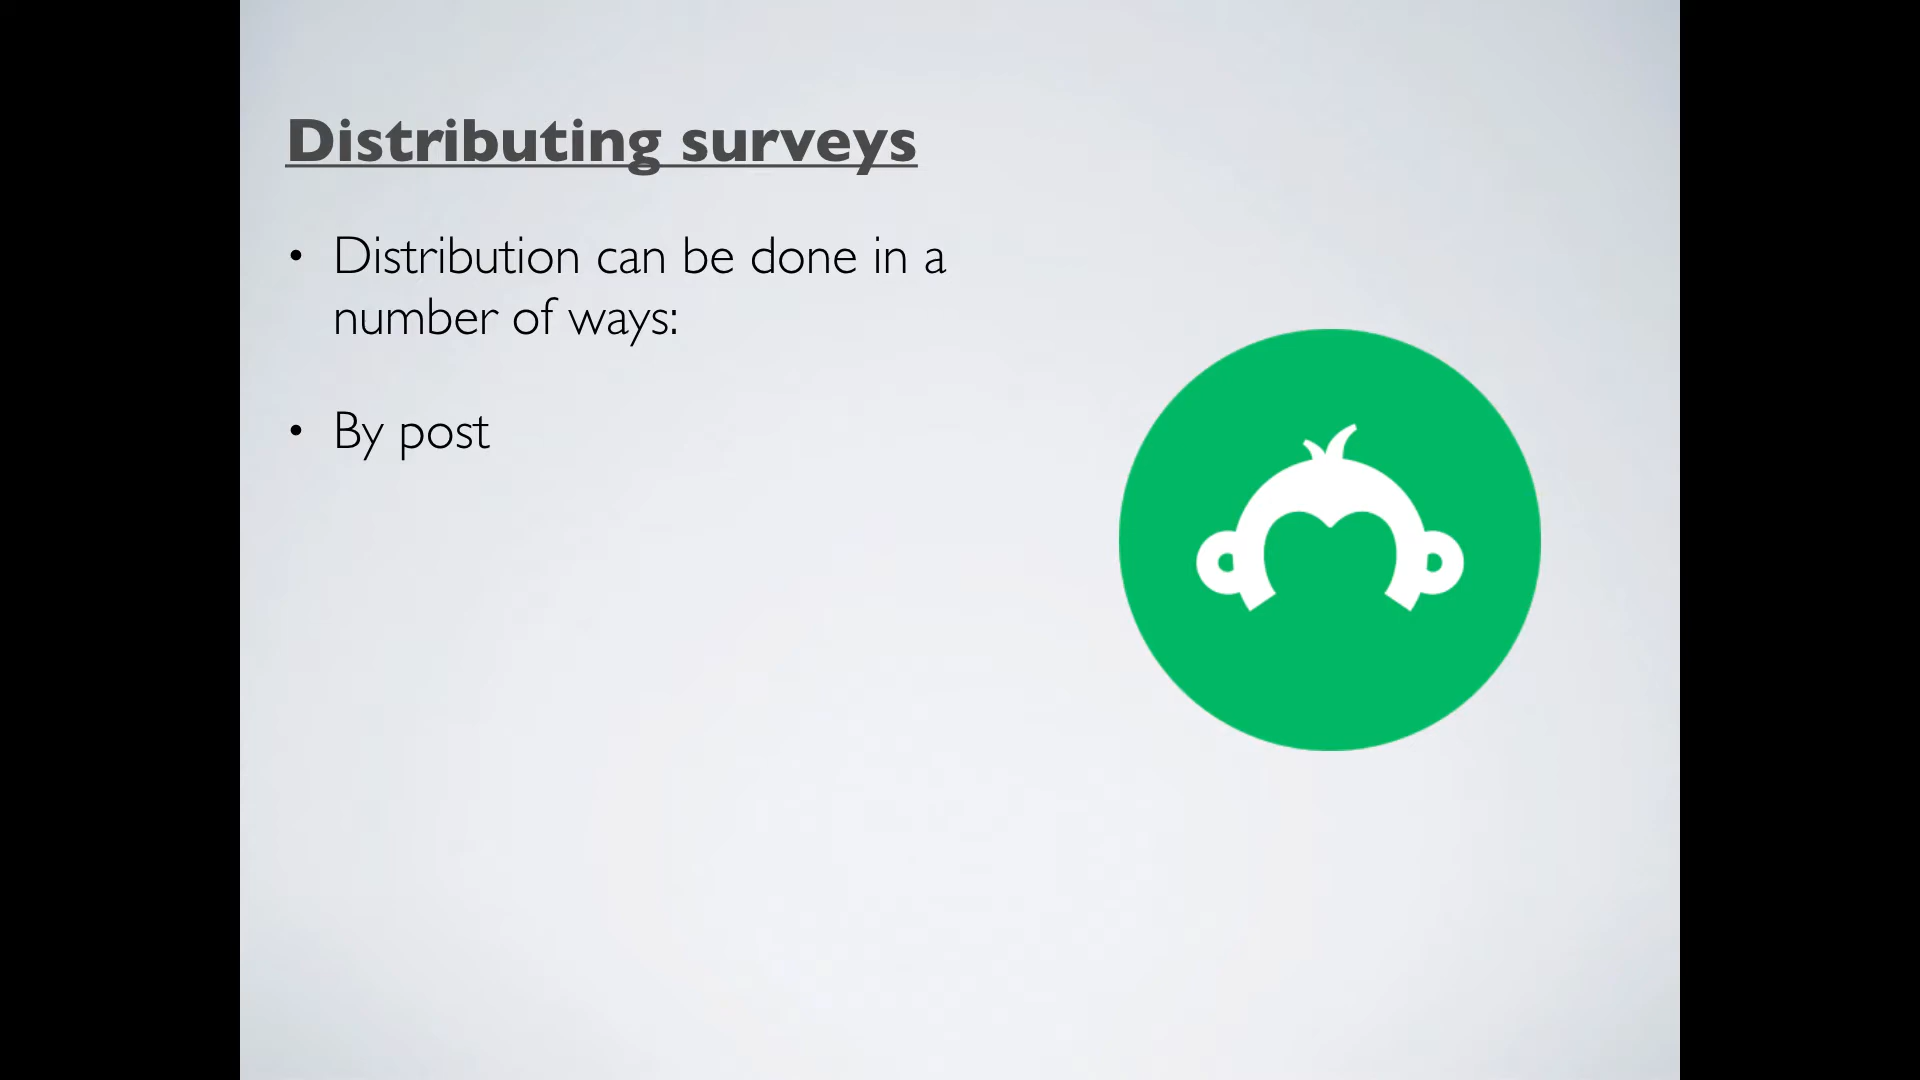 Distributing surveys
• Distribution can be done in a
number of ways:
• By post